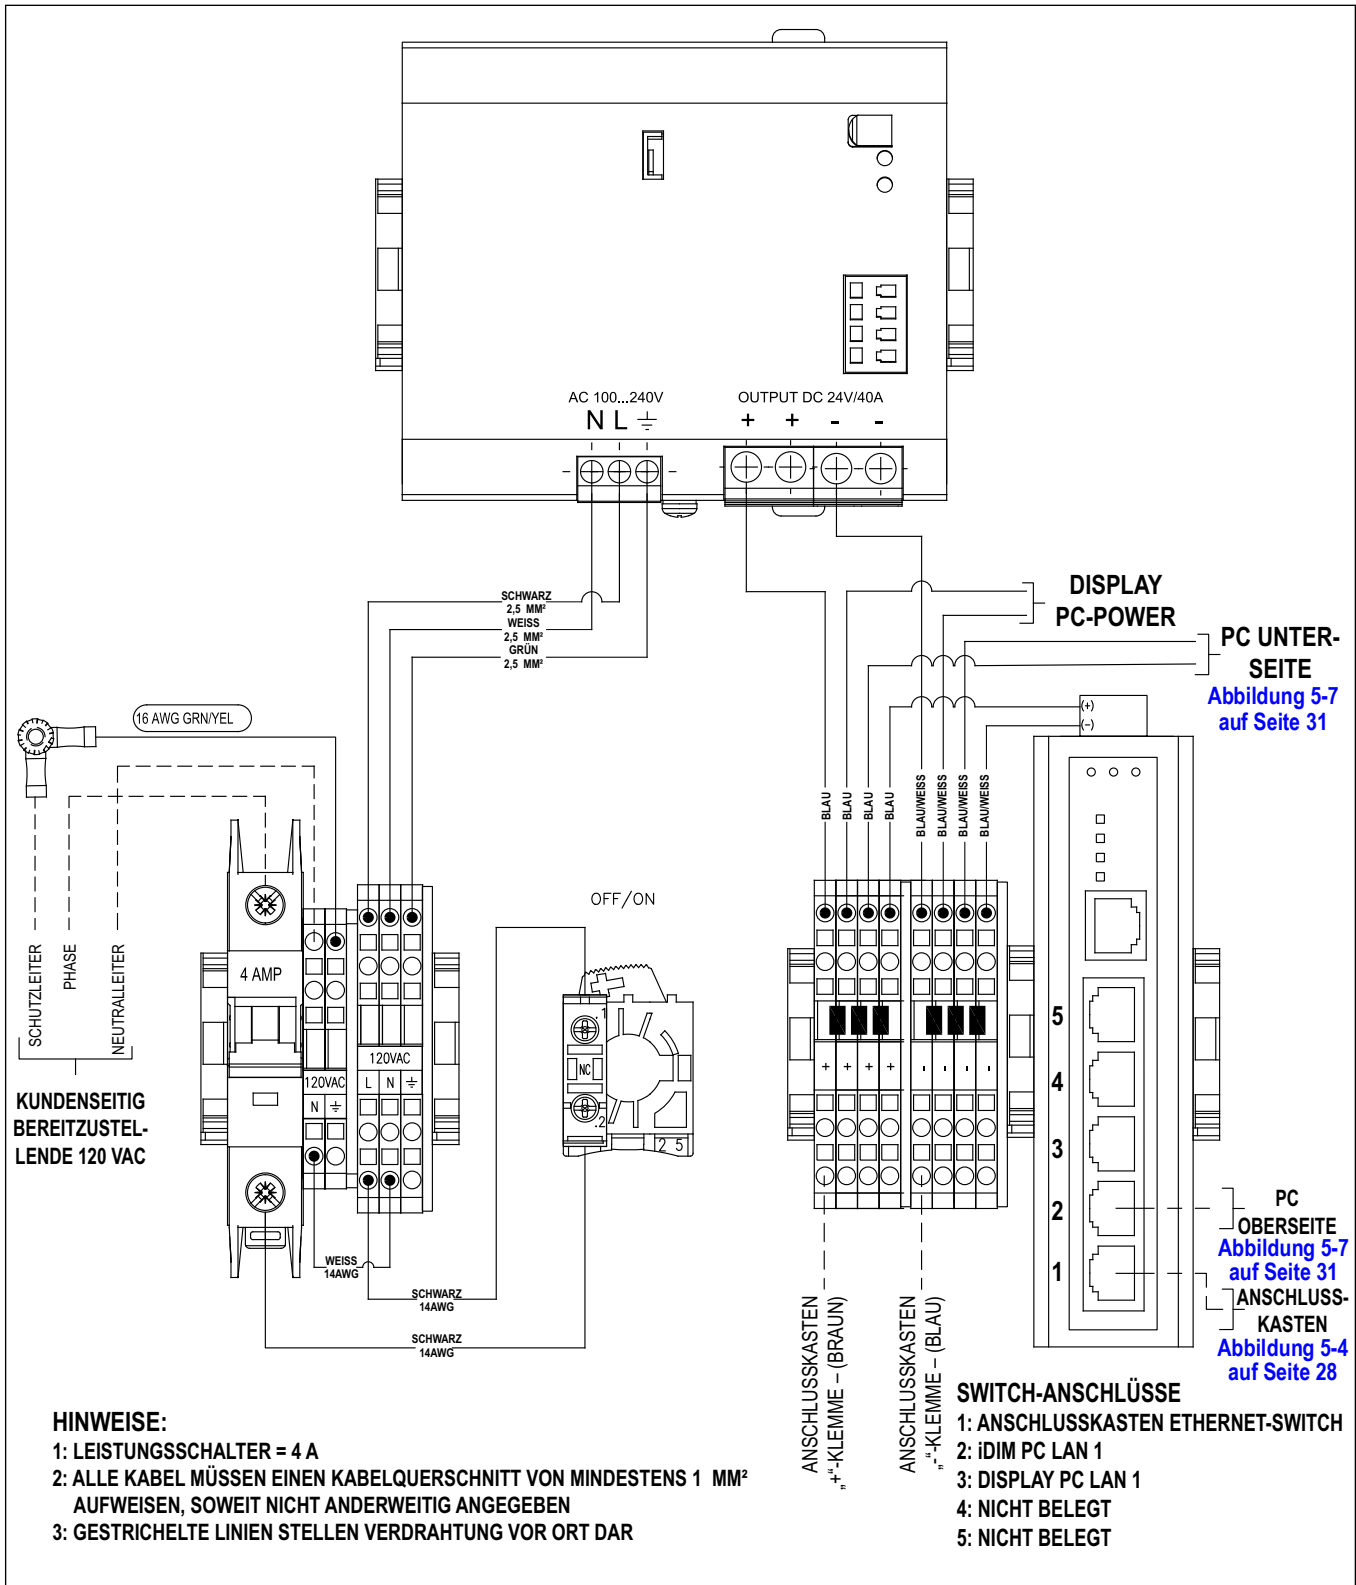 AC 100...240V
N L
OUTPUT DC 24V/40A
+ + - -
SCHWARZ
2,5 MM²
WEISS
2,5 MM²
GRÜN
2,5 MM²
DISPLAY
PC-POWER
PC UNTER-
SEITE
Abbildung 5-7
auf Seite 31
16 AWG GRN/YEL
(+)
(−)
BLAU
BLAU
BLAU
BLAU
BLAU/WEISS
BLAU/WEISS
BLAU/WEISS
BLAU/WEISS
SCHUTZLEITER
PHASE
NEUTRALLEITER
KUNDENSEITIG
BEREITZUSTEL-
LENDE 120 VAC
4 AMP
120VAC
N
120VAC
L N
OFF/ON
.1
NC
.2
2 5
+ + + +
- - - -
5
4
3
2
1
PC
OBERSEITE
Abbildung 5-7
auf Seite 31
ANSCHLUSS-
KASTEN
Abbildung 5-4
auf Seite 28
WEISS
14AWG
SCHWARZ
14AWG
SCHWARZ
14AWG
ANSCHLUSSKASTEN
„+“-KLEMME – (BRAUN)
ANSCHLUSSKASTEN
„-“-KLEMME – (BLAU)
HINWEISE:
1: LEISTUNGSSCHALTER = 4 A
2: ALLE KABEL MÜSSEN EINEN KABELQUERSCHNITT VON MINDESTENS 1 MM²
AUFWEISEN, SOWEIT NICHT ANDERWEITIG ANGEGEBEN
3: GESTRICHELTE LINIEN STELLEN VERDRAHTUNG VOR ORT DAR
SWITCH-ANSCHLÜSSE
1: ANSCHLUSSKASTEN ETHERNET-SWITCH
2: iDIM PC LAN 1
3: DISPLAY PC LAN 1
4: NICHT BELEGT
5: NICHT BELEGT